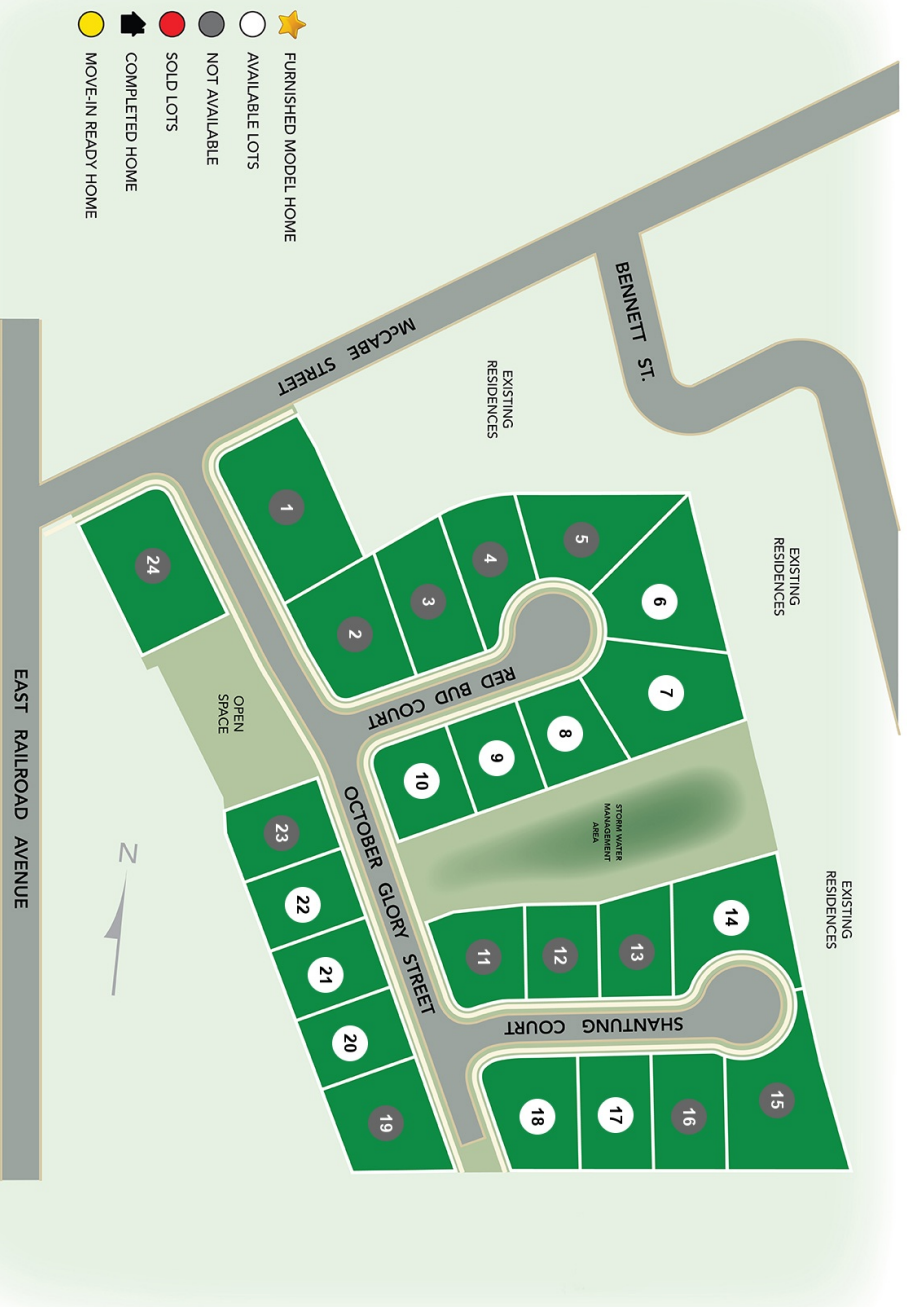 FURNISHED MODEL HOME
AVAILABLE LOTS
NOT AVAILABLE
SOLD LOTS
COMPLETED HOME
MOVE-IN READY HOME
BENNETT ST.
McCABE STREET
EXISTING
RESIDENCES
EXISTING
RESIDENCES
EXISTING
RESIDENCES
1
2
3
4
5
6
7
8
9
10
RED BUD COURT
STORM WATER
MANAGEMENT
AREA
11
12
13
14
15
16
17
18
SHANTUNG COURT
OCTOBER GLORY STREET
19
20
21
22
23
24
OPEN
SPACE
N
EAST RAILROAD AVENUE